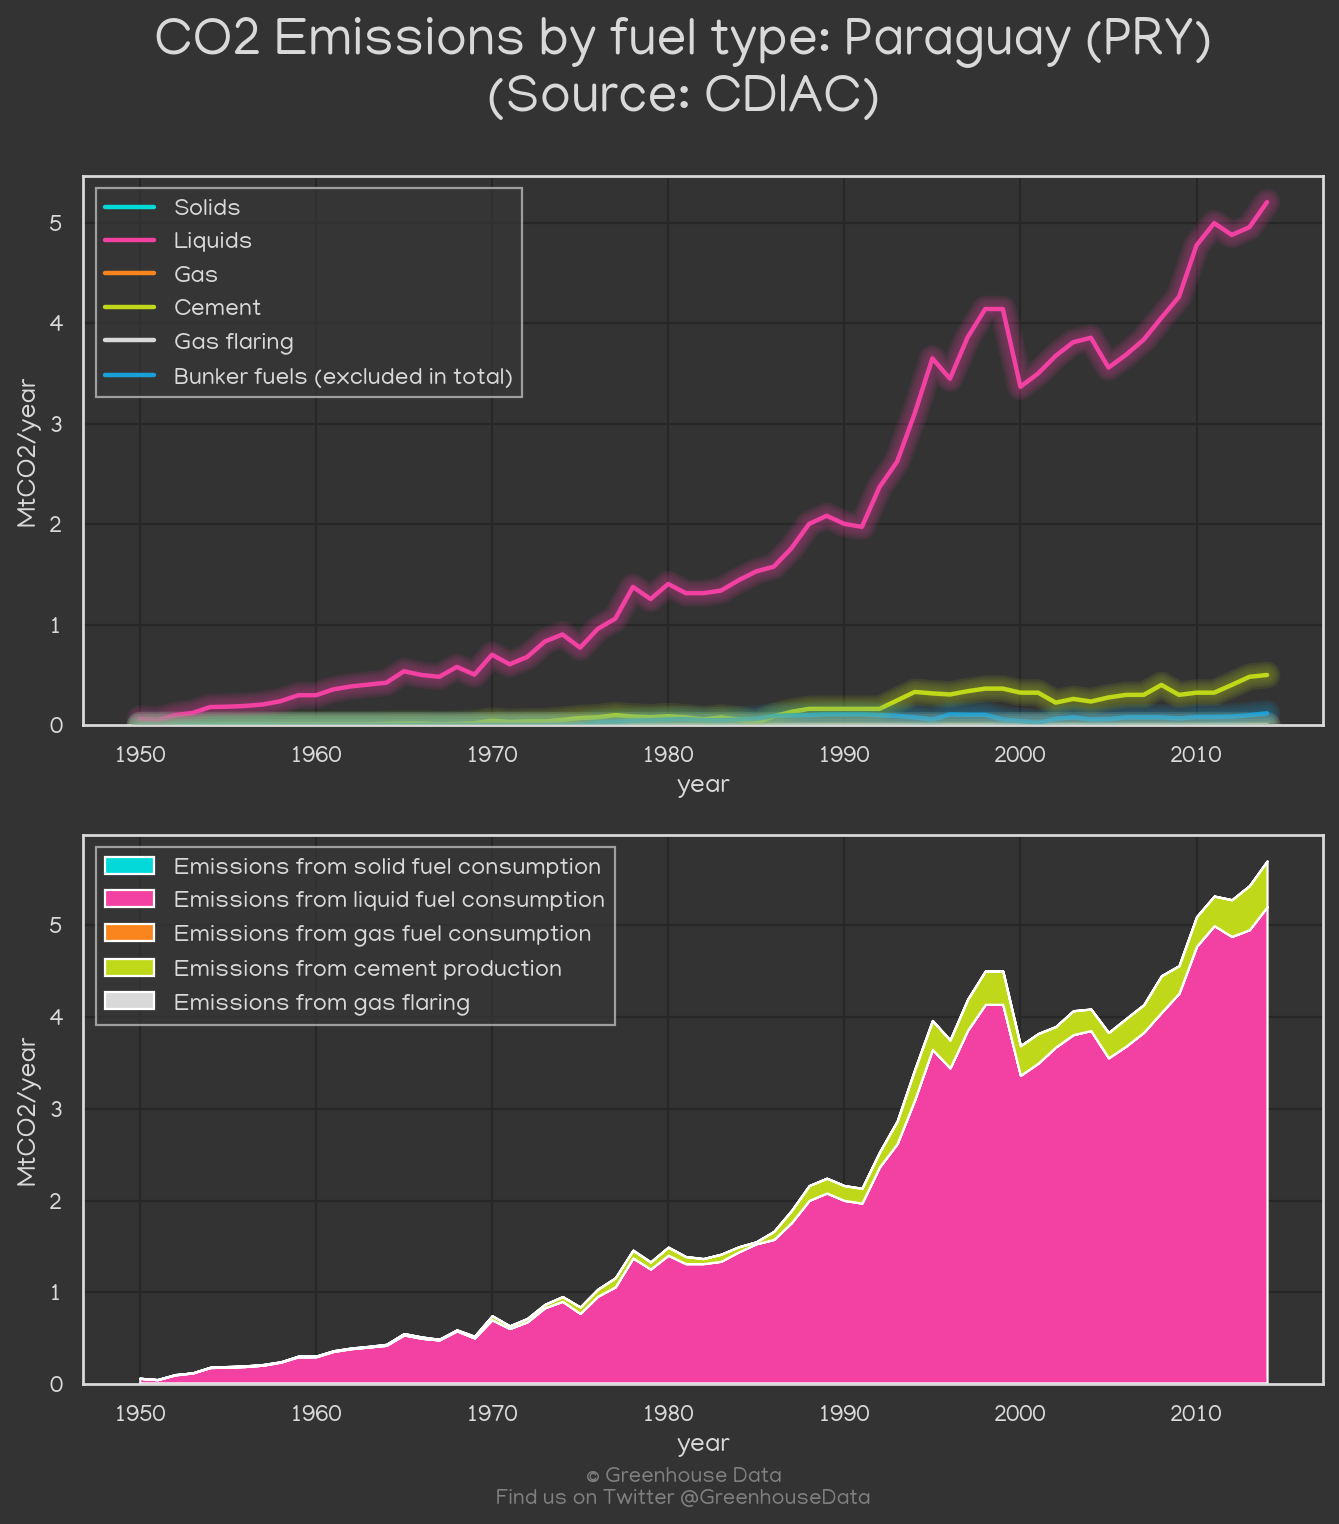 CO2 Emissions by fuel type: Paraguay (PRY)
(Source: CDIAC)
Solids
Liquids
Gas
Cement
Gas flaring
Bunker fuels (excluded in total)
MtCO2/year
5
4
3
2
1
0
1950 1960 1970 1980 1990 2000 2010
year
Emissions from solid fuel consumption
Emissions from liquid fuel consumption
Emissions from gas fuel consumption
Emissions from cement production
Emissions from gas flaring
MtCO2/year
5
4
3
2
1
0
1950 1960 1970 1980 1990 2000 2010
year
© Greenhouse Data
Find us on Twitter @GreenhouseData